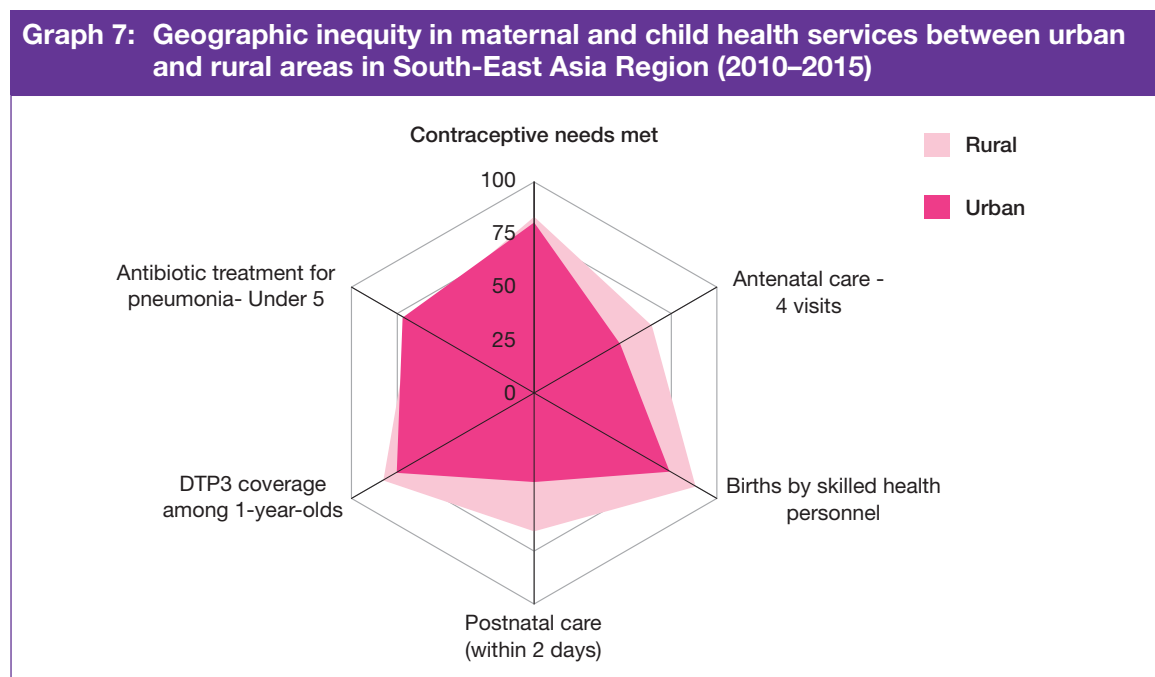 Graph 7: Geographic inequity in maternal and child health services between urban
and rural areas in South-East Asia Region (2010–2015)
Contraceptive needs met
Rural
Urban
100
75
50
25
0
Antenatal care -
4 visits
Births by skilled health
personnel
Postnatal care
(within 2 days)
DTP3 coverage
among 1-year-olds
Antibiotic treatment for
pneumonia- Under 5